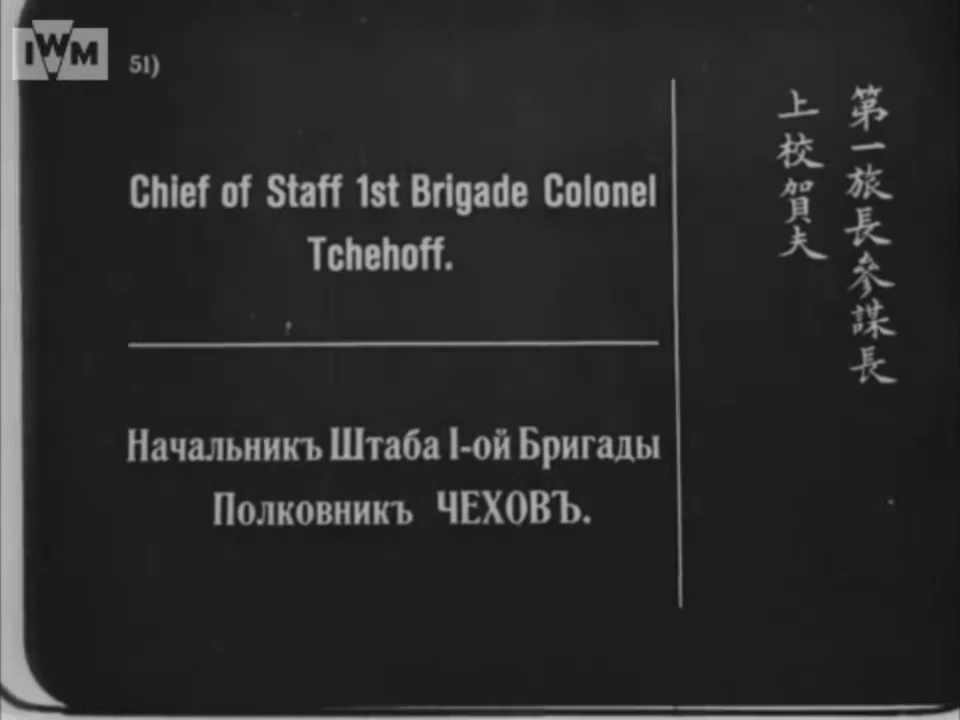 IWM
51)
Chief of Staff 1st Brigade Colonel
Tchehoff.
Начальникъ Штаба I-ой Бригады
Полковникъ ЧЕХОВЪ.
第一旅長參謀長
上校賀夫